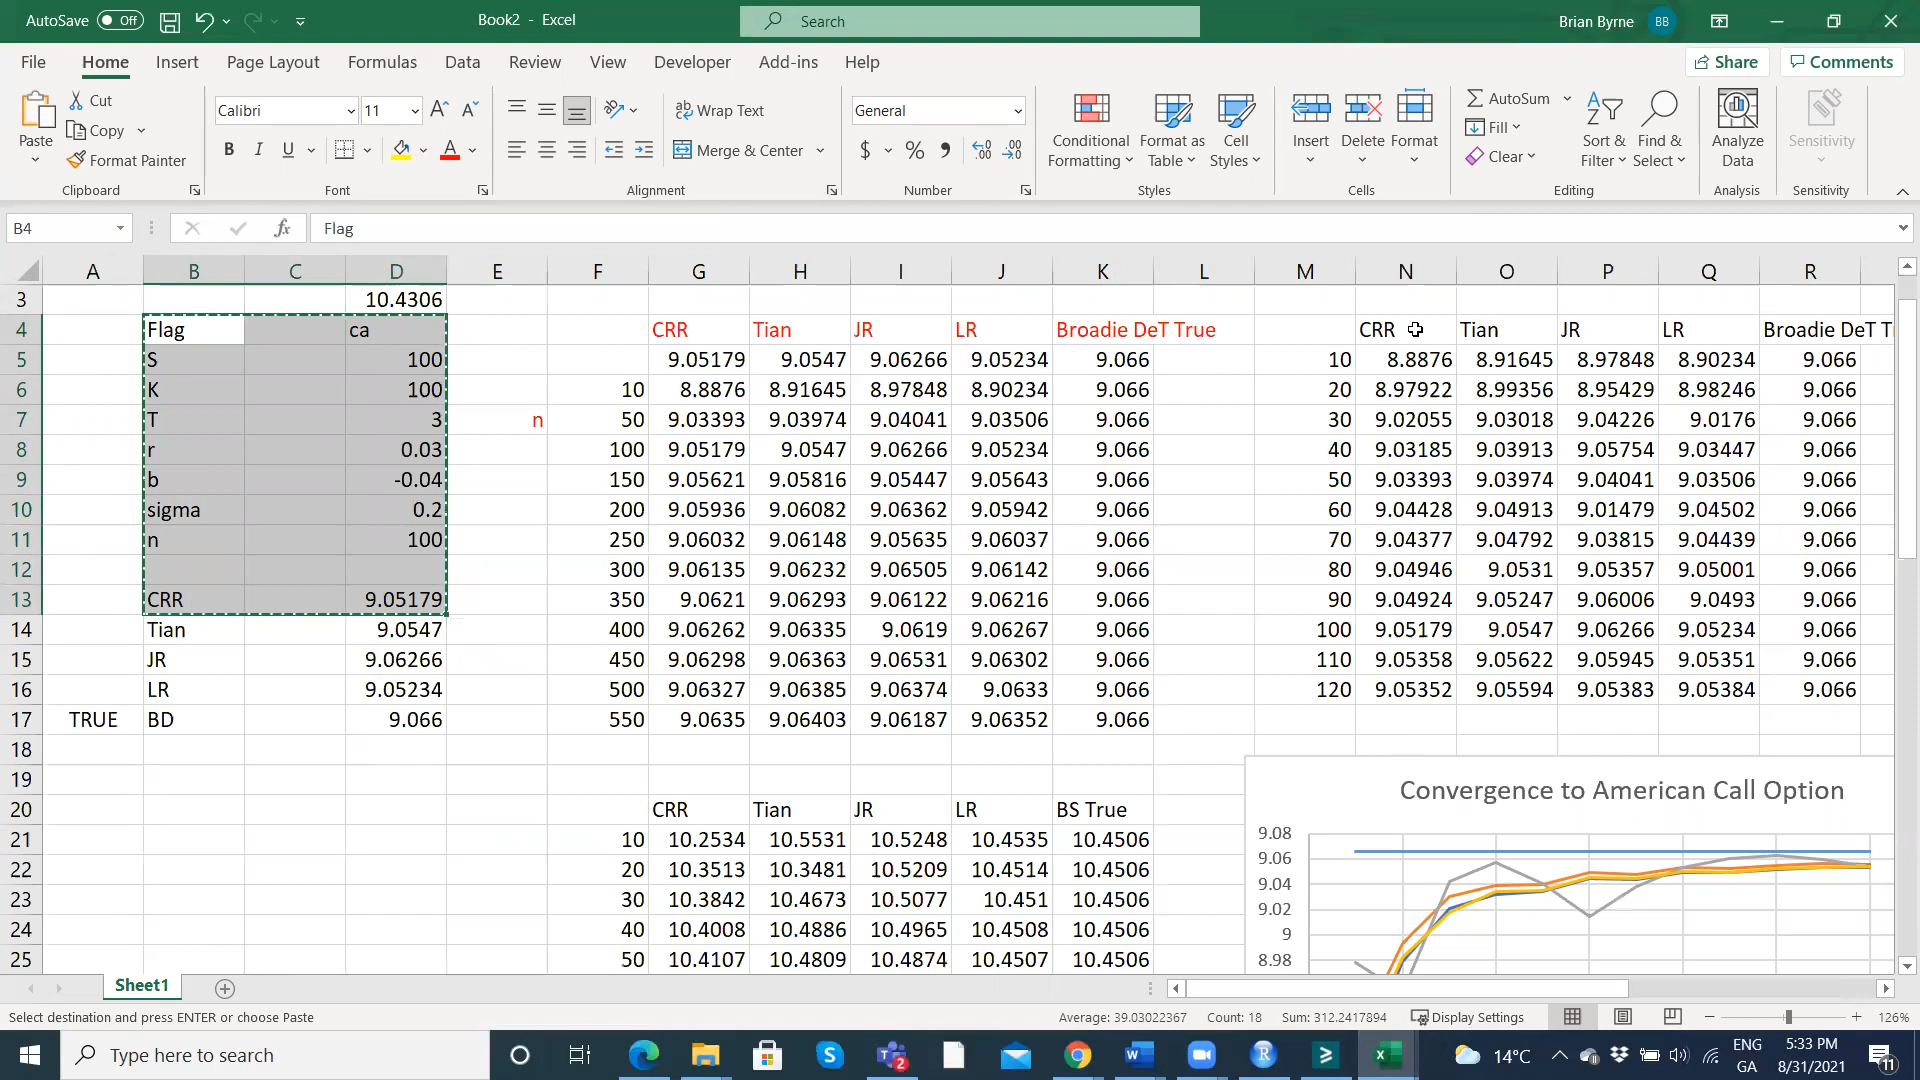 AutoSave Off Book2 - Excel Search Brian Byrne BB
File Home Insert Page Layout Formulas Data Review View Developer Add-ins Help Share Comments
Paste Cut Copy Format Painter Clipboard
Calibri 11 B I U A Font
Wrap Text Merge & Center Alignment
General $ % Number
Conditional Formatting Format as Table Cell Styles Styles
Insert Delete Format Cells
AutoSum Fill Clear Sort & Filter Find & Select Editing
Analyze Data Analysis
Sensitivity Sensitivity
B4 fx Flag
A B C D E F G H I J K L M N O P Q R
3 10.4306
4 Flag ca CRR Tian JR LR Broadie DeT True CRR Tian JR LR Broadie DeT Tr
5 S 100 9.05179 9.0547 9.06266 9.05234 9.066 10 8.8876 8.91645 8.97848 8.90234 9.066
6 K 100 10 8.8876 8.91645 8.97848 8.90234 9.066 20 8.97922 8.99356 8.95429 8.98246 9.066
7 T 3 n 50 9.03393 9.03974 9.04041 9.03506 9.066 30 9.02055 9.03018 9.04226 9.0176 9.066
8 r 0.03 100 9.05179 9.0547 9.06266 9.05234 9.066 40 9.03185 9.03913 9.05754 9.03447 9.066
9 b -0.04 150 9.05621 9.05816 9.05447 9.05643 9.066 50 9.03393 9.03974 9.04041 9.03506 9.066
10 sigma 0.2 200 9.05936 9.06082 9.06362 9.05942 9.066 60 9.04428 9.04913 9.01479 9.04502 9.066
11 n 100 250 9.06032 9.06148 9.05635 9.06037 9.066 70 9.04377 9.04792 9.03815 9.04439 9.066
12 300 9.06135 9.06232 9.06505 9.06142 9.066 80 9.04946 9.0531 9.05357 9.05001 9.066
13 CRR 9.05179 350 9.0621 9.06293 9.06122 9.06216 9.066 90 9.04924 9.05247 9.06006 9.0493 9.066
14 Tian 9.0547 400 9.06262 9.06335 9.0619 9.06267 9.066 100 9.05179 9.0547 9.06266 9.05234 9.066
15 JR 9.06266 450 9.06298 9.06363 9.06531 9.06302 9.066 110 9.05358 9.05622 9.05945 9.05351 9.066
16 LR 9.05234 500 9.06327 9.06385 9.06374 9.0633 9.066 120 9.05352 9.05594 9.05383 9.05384 9.066
17 TRUE BD 9.066 550 9.0635 9.06403 9.06187 9.06352 9.066
18
19
20 CRR Tian JR LR BS True
21 10 10.2534 10.5531 10.5248 10.4535 10.4506
22 20 10.3513 10.3481 10.5209 10.4514 10.4506
23 30 10.3842 10.4673 10.5077 10.451 10.4506
24 40 10.4008 10.4886 10.4965 10.4508 10.4506
25 50 10.4107 10.4809 10.4874 10.4507 10.4506
Convergence to American Call Option
9.08
9.06
9.04
9.02
9
8.98
Sheet1
Select destination and press ENTER or choose Paste Average: 39.03022367 Count: 18 Sum: 312.2417894 Display Settings 126%
Type here to search 2 14°C ENG GA 5:33 PM 8/31/2021 11